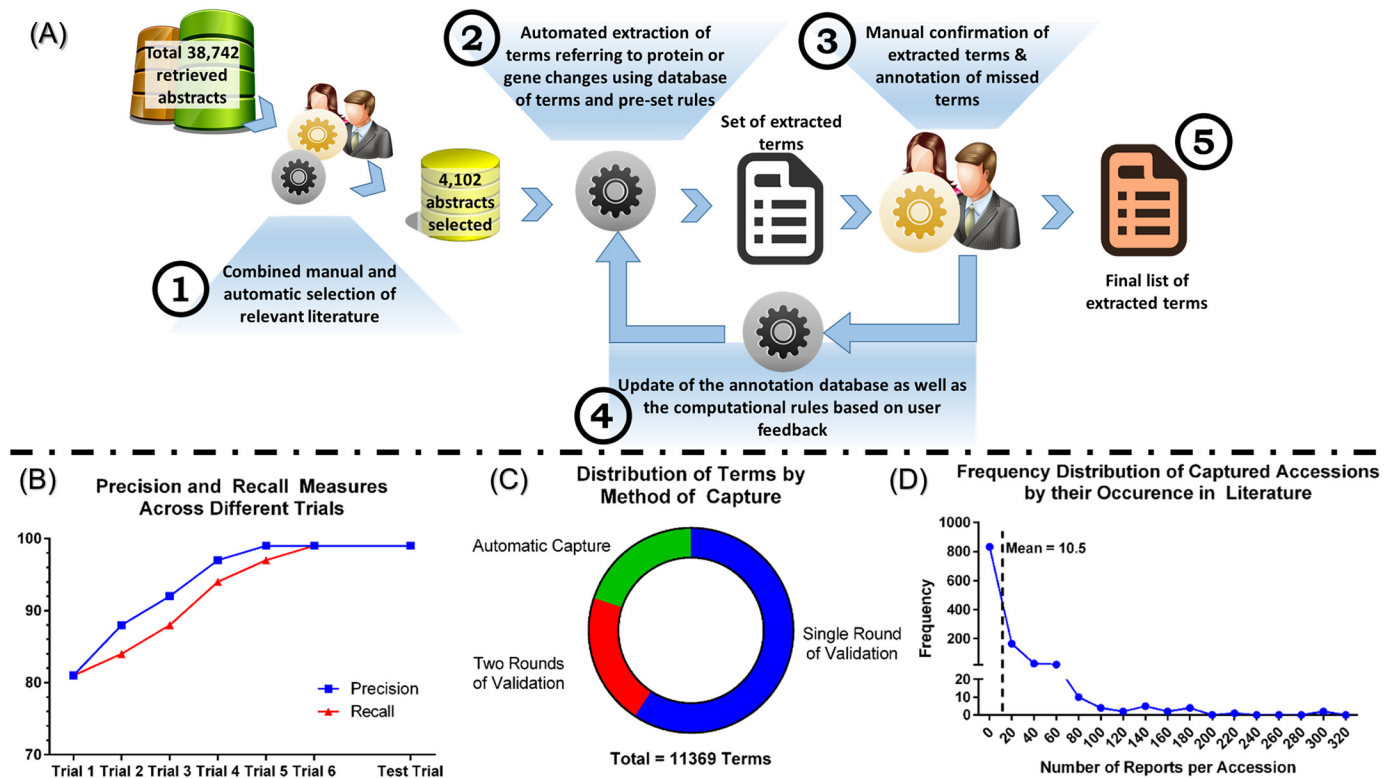 (A)
Total 38,742
retrieved
abstracts
1
Combined manual and
automatic selection of
relevant literature
4,102
abstracts
selected
2
Automated extraction of
terms referring to protein or
gene changes using database
of terms and pre-set rules
Set of extracted
terms
3
Manual confirmation of
extracted terms &
annotation of missed
terms
4
Update of the annotation database as well as
the computational rules based on user
feedback
5
Final list of
extracted terms
(B)
Precision and Recall Measures
Across Different Trials
100
90
80
70
Precision
Recall
Trial 1 Trial 2 Trial 3 Trial 4 Trial 5 Trial 6 Test Trial
(C)
Distribution of Terms by
Method of Capture
Automatic Capture
Two Rounds
of Validation
Single Round
of Validation
Total = 11369 Terms
(D)
Frequency Distribution of Captured Accessions
by their Occurence in Literature
Frequency
1000
800
600
400
200
20
10
0
Mean = 10.5
0 20 40 60 80 100 120 140 160 180 200 220 240 260 280 300 320
Number of Reports per Accession